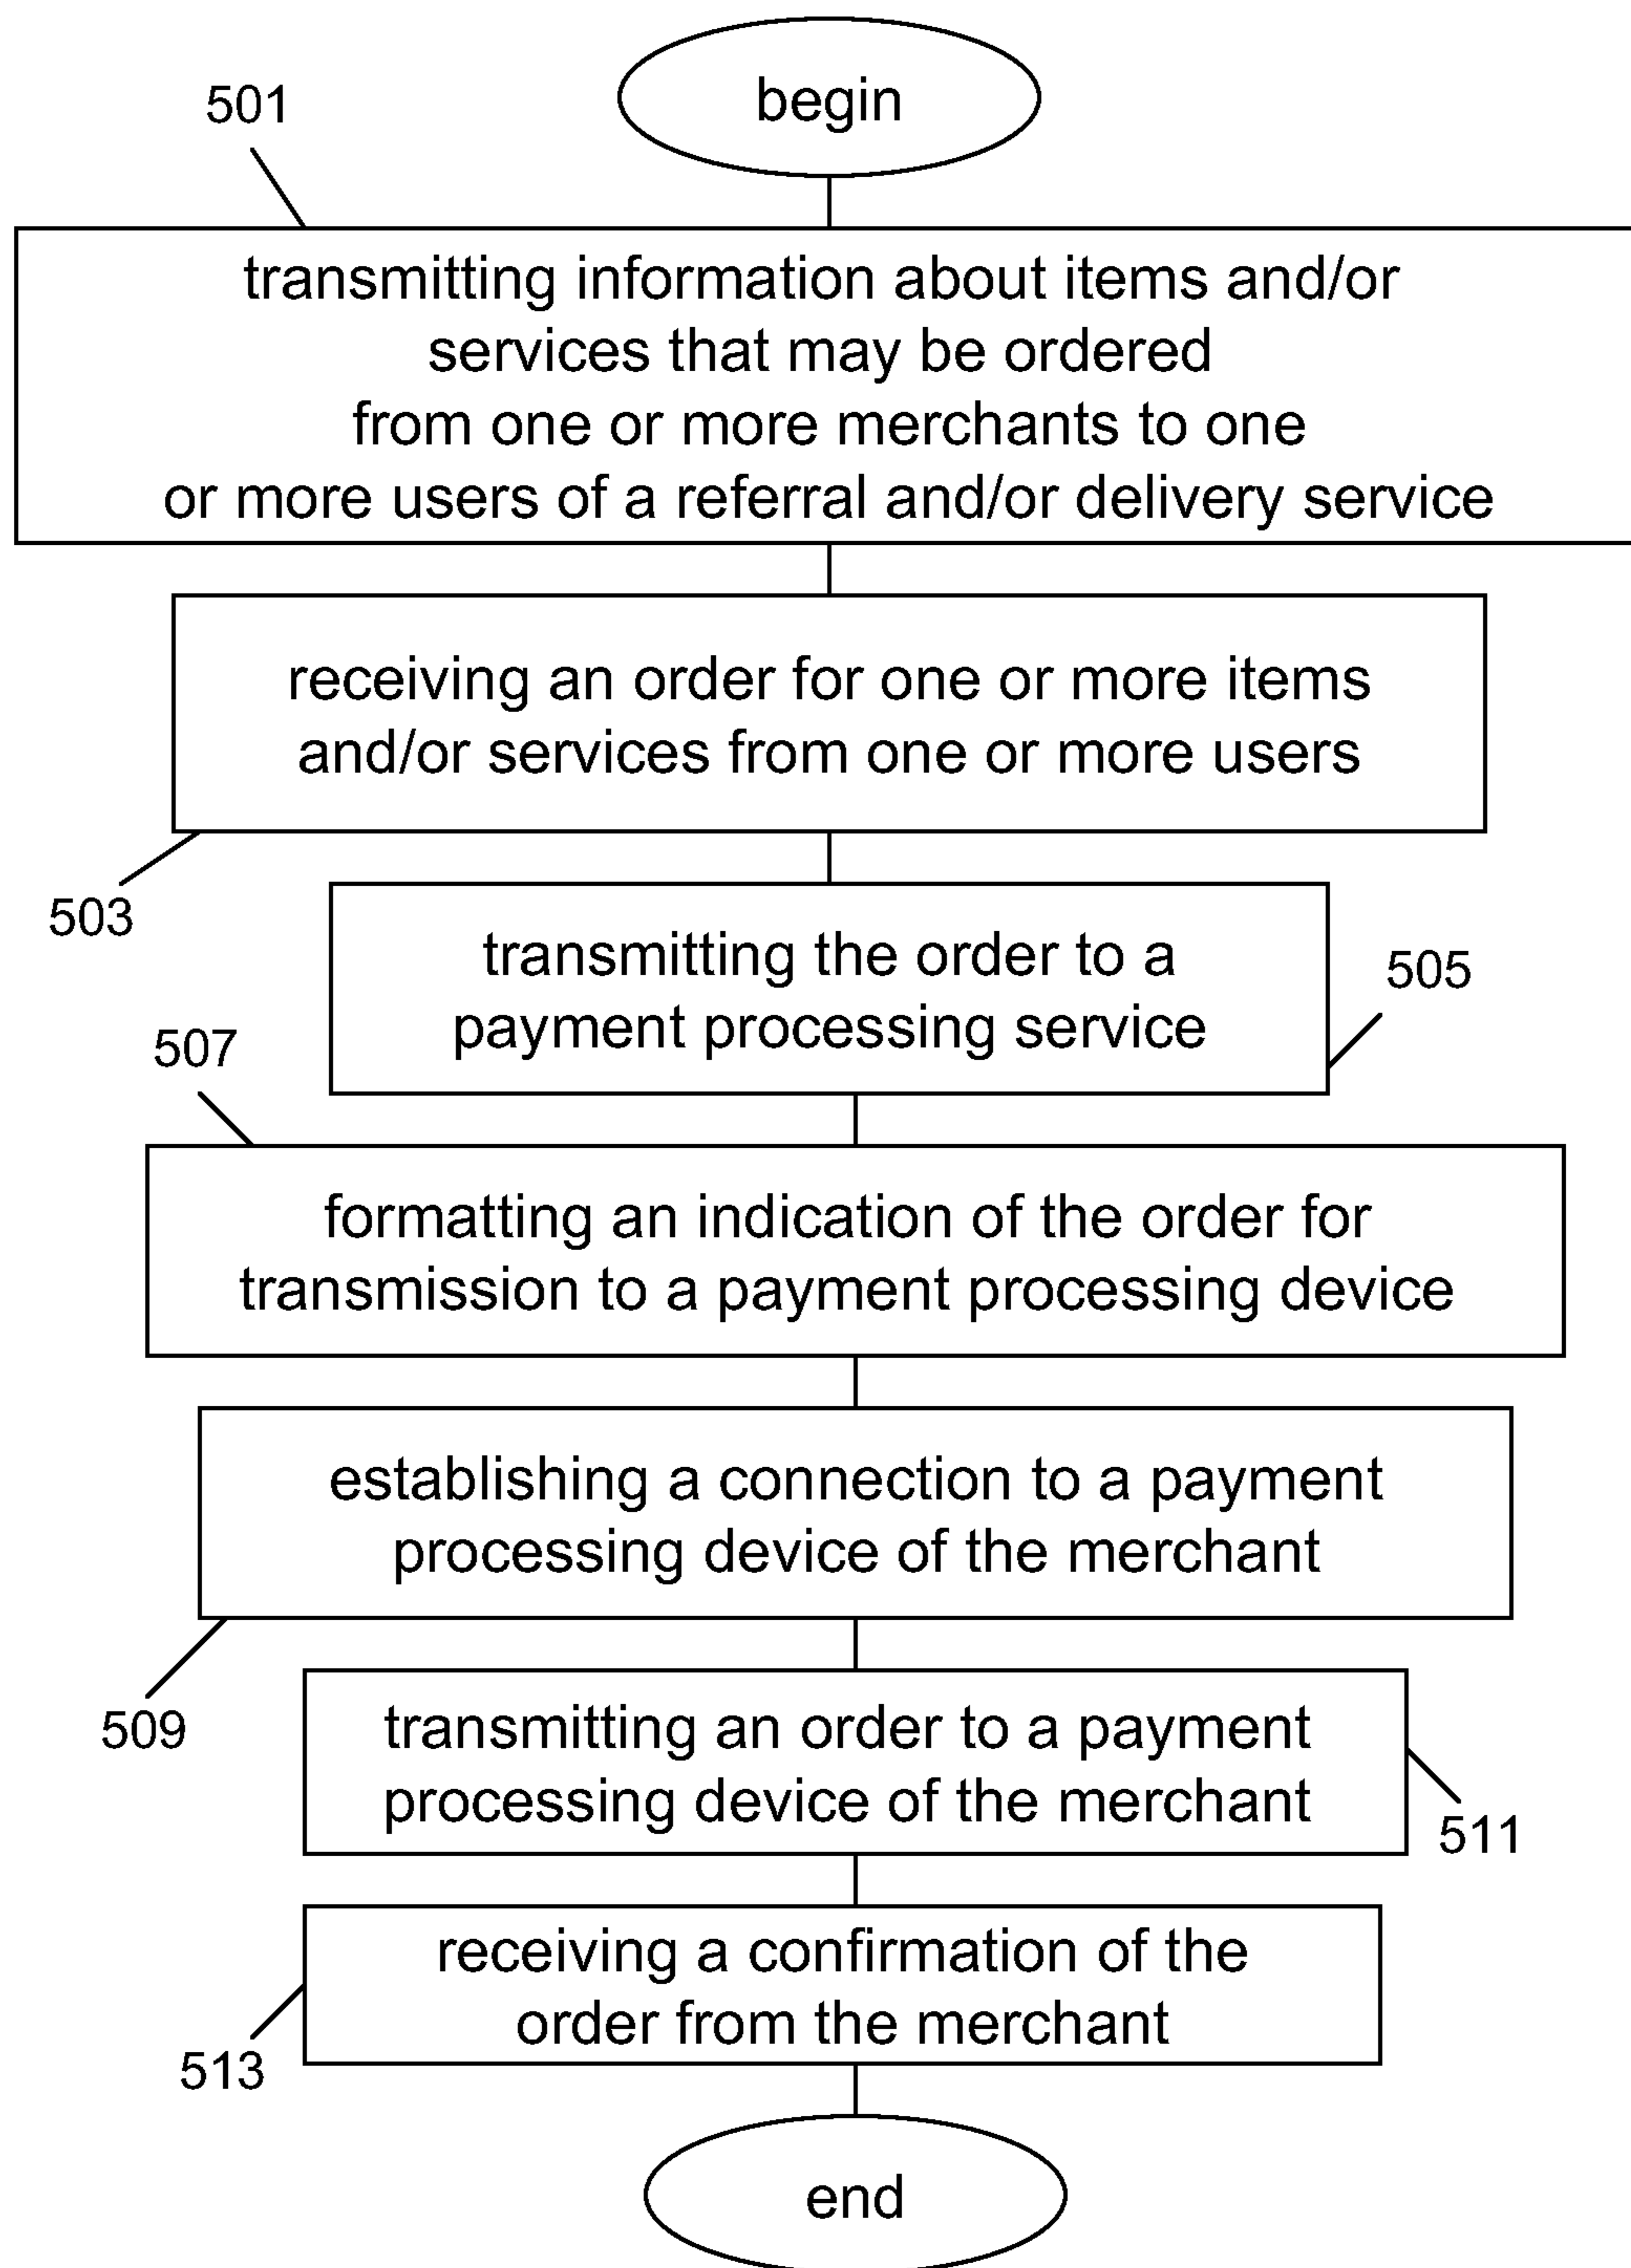 begin
501
transmitting information about items and/or
services that may be ordered
from one or more merchants to one
or more users of a referral and/or delivery service
receiving an order for one or more items
and/or services from one or more users
503
transmitting the order to a
payment processing service
505
507
formatting an indication of the order for
transmission to a payment processing device
establishing a connection to a payment
processing device of the merchant
509
transmitting an order to a payment
processing device of the merchant
511
receiving a confirmation of the
order from the merchant
513
end